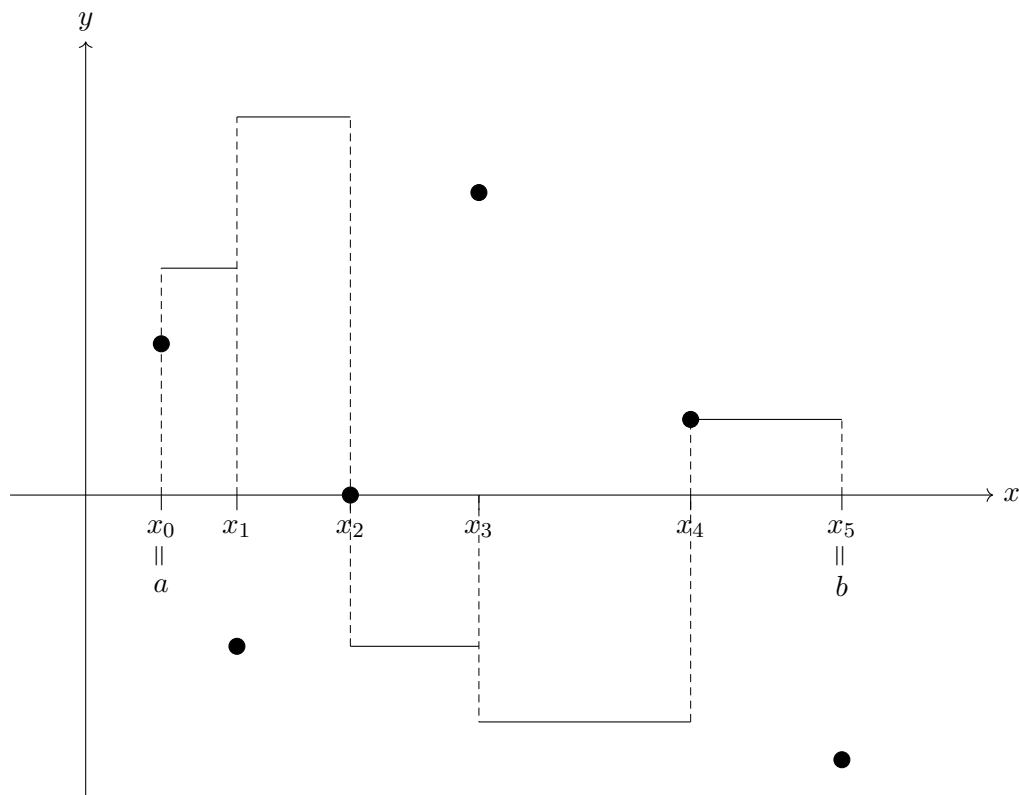 y
x
x₀ x₁ x₂ x₃ x₄ x₅
= =
a b